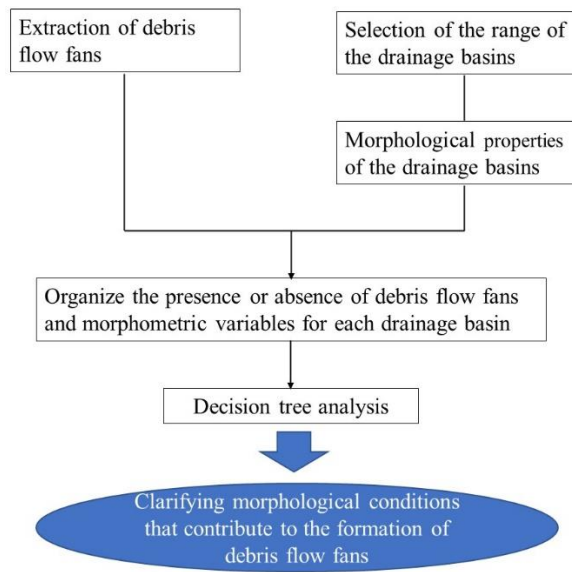 Extraction of debris
flow fans
Selection of the range of
the drainage basins
Morphological properties
of the drainage basins
Organize the presence or absence of debris flow fans
and morphometric variables for each drainage basin
Decision tree analysis
Clarifying morphological conditions
that contribute to the formation of
debris flow fans